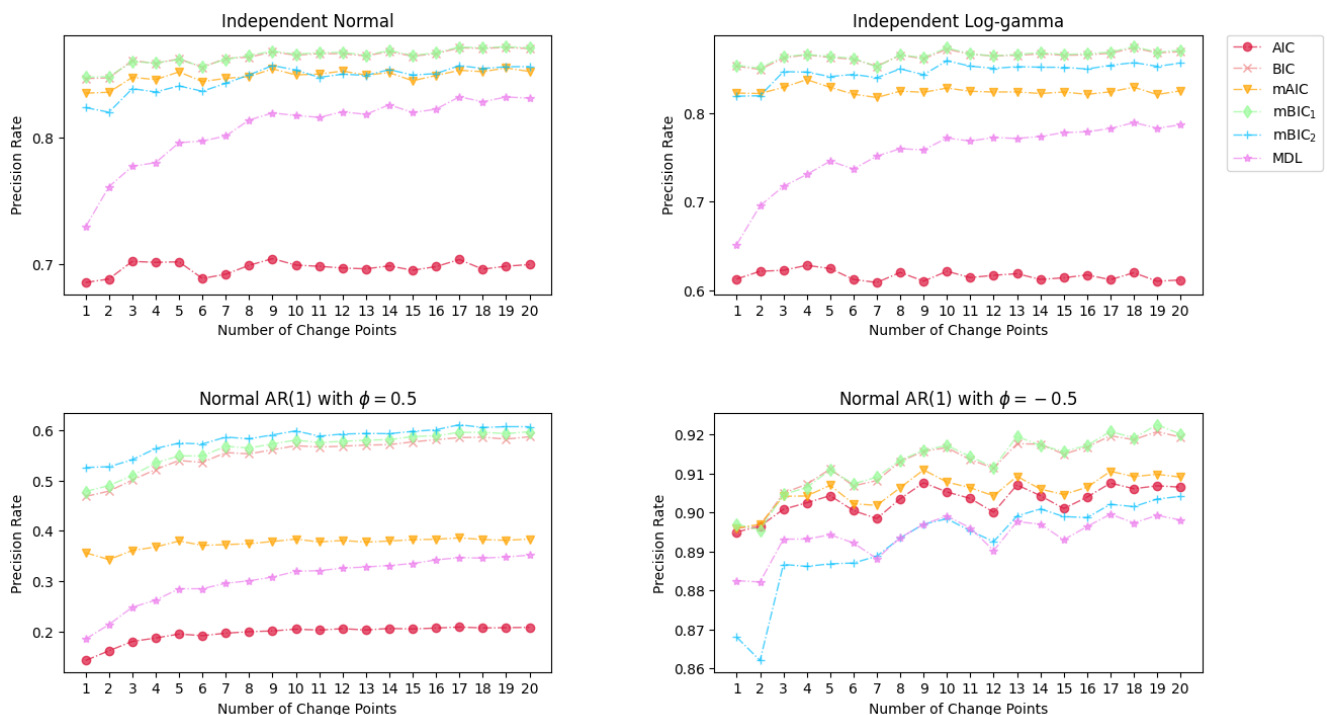 Independent Normal
Precision Rate
0.8
0.7
1 2 3 4 5 6 7 8 9 10 11 12 13 14 15 16 17 18 19 20
Number of Change Points
Independent Log-gamma
Precision Rate
0.8
0.7
0.6
1 2 3 4 5 6 7 8 9 10 11 12 13 14 15 16 17 18 19 20
Number of Change Points
AIC
BIC
mAIC
mBIC₁
mBIC₂
MDL
Normal AR(1) with ϕ = 0.5
Precision Rate
0.6
0.5
0.4
0.3
0.2
1 2 3 4 5 6 7 8 9 10 11 12 13 14 15 16 17 18 19 20
Number of Change Points
Normal AR(1) with ϕ = − 0.5
Precision Rate
0.92
0.91
0.90
0.89
0.88
0.87
0.86
1 2 3 4 5 6 7 8 9 10 11 12 13 14 15 16 17 18 19 20
Number of Change Points